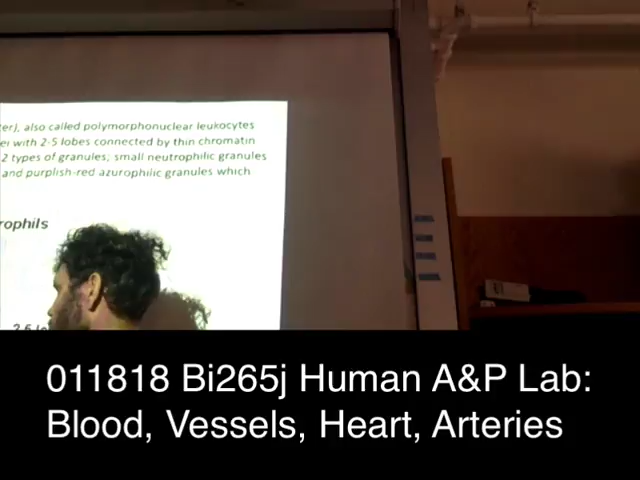 ter), also called polymorphonuclear leukocytes
ei with 2-5 lobes connected by thin chromatin
2 types of granules; small neutrophilic granules
and purplish-red azurophilic granules which
rophils
011818 Bi265j Human A&P Lab:
Blood, Vessels, Heart, Arteries